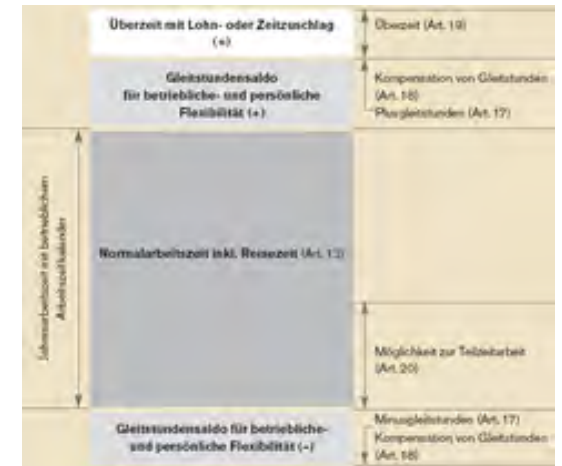 Überzeit mit Lohn- oder Zeitzuschlag
(+)
Überzeit (Art. 19)
Gleitstundensaldo
für betriebliche- und persönliche
Flexibilität (+)
Kompensation von Gleitstunden
(Art. 18)
Plusgleitstunden (Art. 17)
Jahresarbeitszeit mit betrieblichem
Arbeitszeitkalender
Normalarbeitszeit inkl. Reisezeit (Art. 13)
Möglichkeit zur Teilzeitarbeit
(Art. 20)
Gleitstundensaldo für betriebliche-
und persönliche Flexibilität (–)
Minusgleitstunden (Art. 17)
Kompensation von Gleitstunden
(Art. 18)